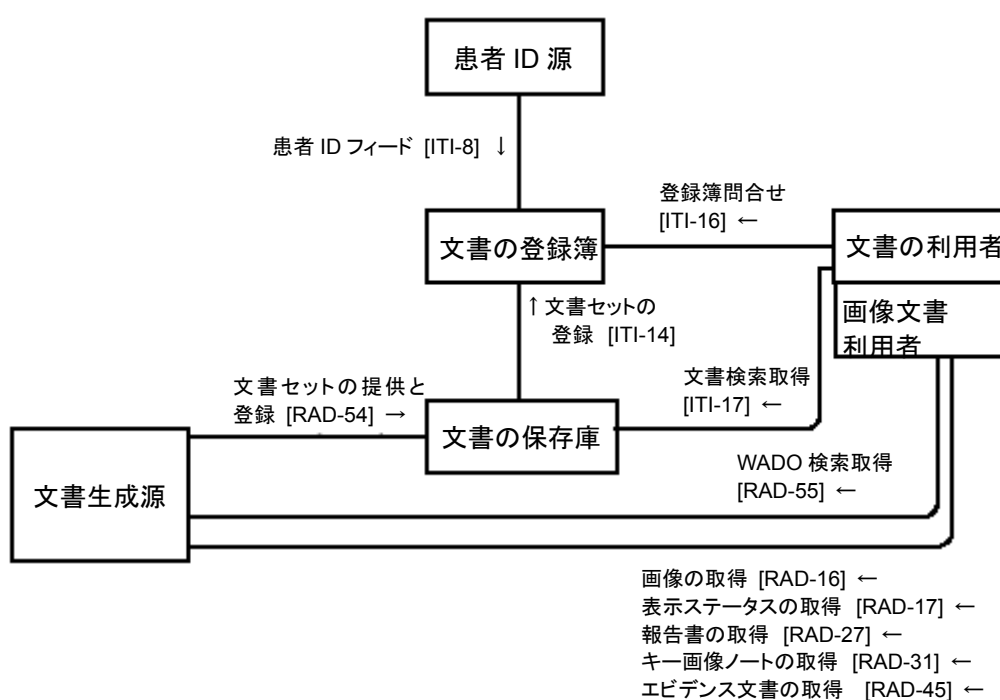 患者 ID 源
患者 ID フィード [ITI-8] ↓
登録簿問合せ
[ITI-16] ←
文書の登録簿
文書の利用者
画像文書
利用者
↑文書セットの
登録 [ITI-14]
文書検索取得
[ITI-17] ←
文書セットの提供と
登録 [RAD-54] →
文書の保存庫
WADO 検索取得
[RAD-55] ←
文書生成源
画像の取得 [RAD-16] ←
表示ステータスの取得 [RAD-17] ←
報告書の取得 [RAD-27] ←
キー画像ノートの取得 [RAD-31] ←
エビデンス文書の取得 [RAD-45] ←